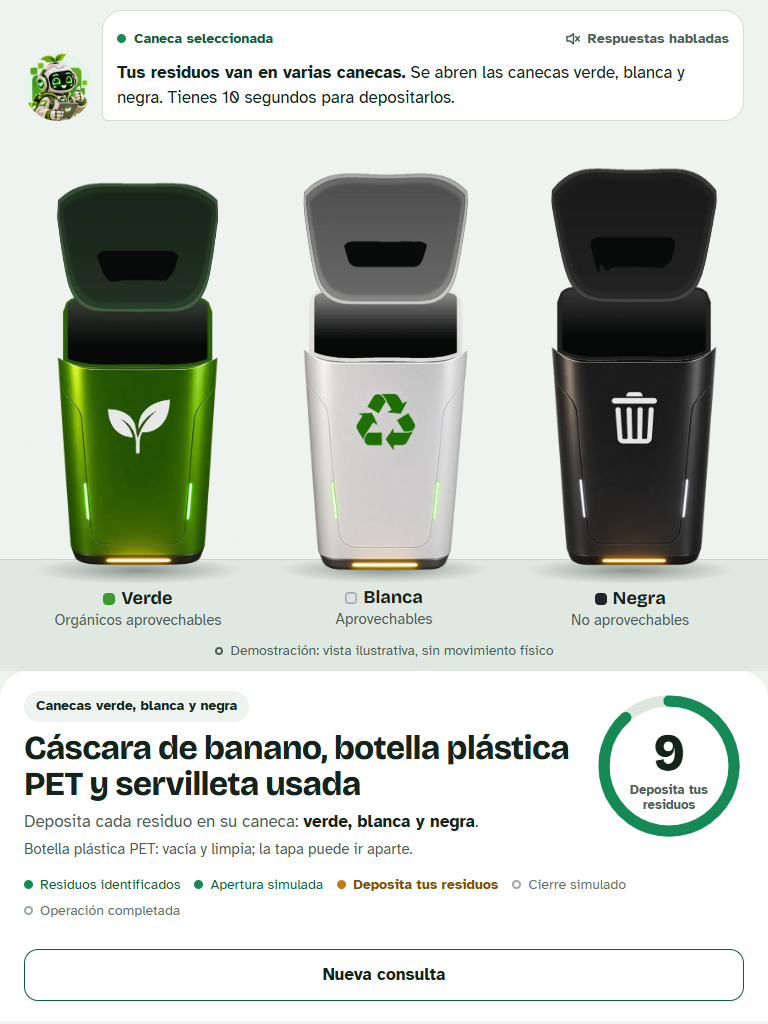 Caneca seleccionada
Respuestas habladas
Tus residuos van en varias canecas. Se abren las canecas verde, blanca y
negra. Tienes 10 segundos para depositarlos.
Verde
Orgánicos aprovechables
Blanca
Aprovechables
Negra
No aprovechables
Demostración: vista ilustrativa, sin movimiento físico
Canecas verde, blanca y negra
Cáscara de banano, botella plástica
PET y servilleta usada
9
Deposita tus
residuos
Deposita cada residuo en su caneca: verde, blanca y negra.
Botella plástica PET: vacía y limpia; la tapa puede ir aparte.
Residuos identificados
Apertura simulada
Deposita tus residuos
Cierre simulado
Operación completada
Nueva consulta